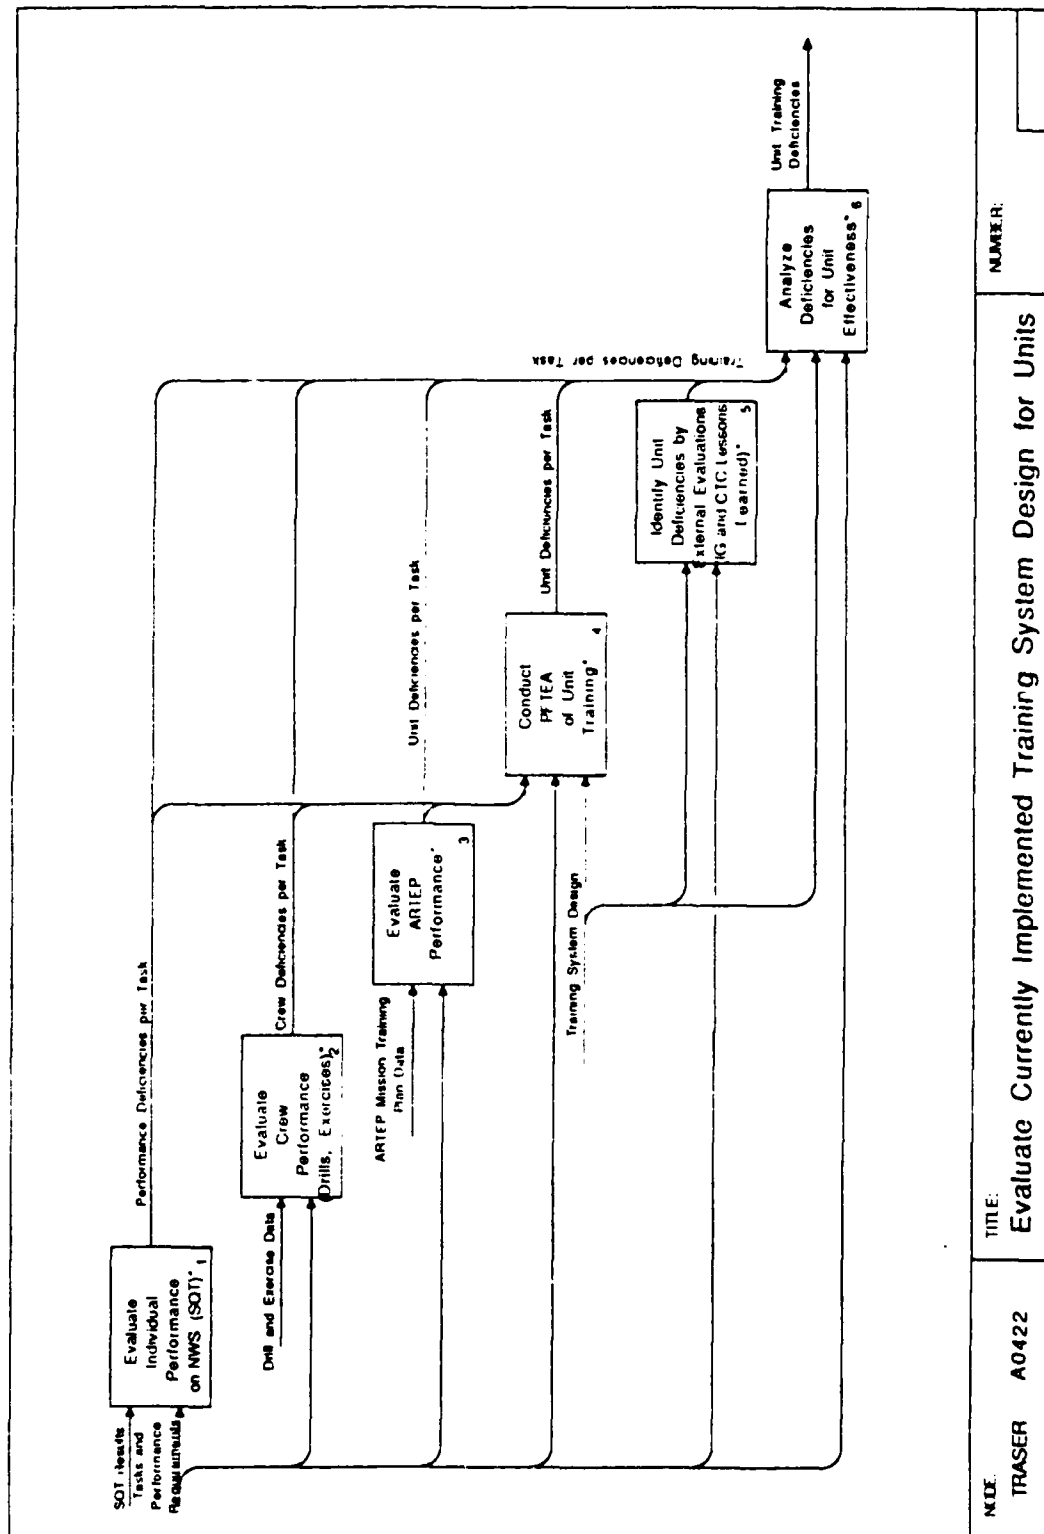 SQT Results
Tasks and
Performance
Requirements
Evaluate
Individual
Performance
on NWS (SQT)*
1
Performance Deficiencies per Task
Drill and Exercise Data
Evaluate
Crew
Performance
(Drills, Exercises)*
2
Crew Deficiencies per Task
ARTEP Mission Training
Plan Data
Evaluate
ARTEP
Performance*
3
Unit Deficiencies per Task
Training System Design
Conduct
PFTEA
of Unit
Training*
4
Unit Deficiencies per Task
Identify Unit
Deficiencies by
External Evaluations
(IG and CTC Lessons
Learned)*
5
Training Deficiencies per Task
Analyze
Deficiencies
for Unit
Effectiveness*
6
Unit Training
Deficiencies
NODE:
TRASER A0422
TITLE:
Evaluate Currently Implemented Training System Design for Units
NUMBER: